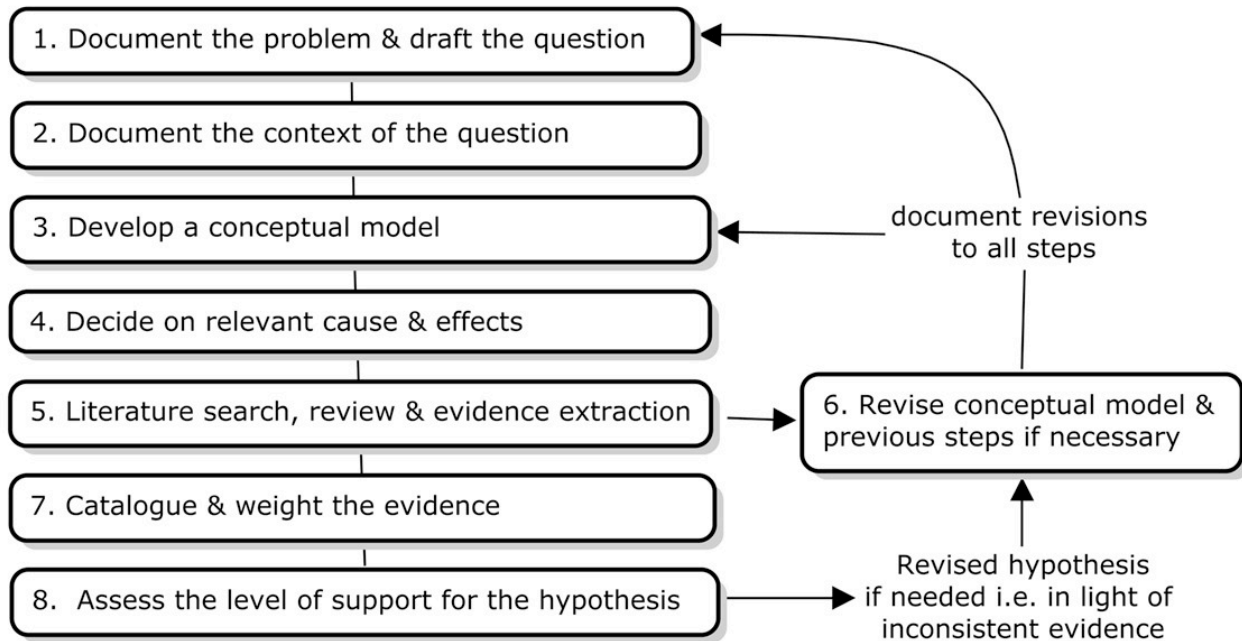 1. Document the problem & draft the question
2. Document the context of the question
3. Develop a conceptual model
document revisions
to all steps
4. Decide on relevant cause & effects
5. Literature search, review & evidence extraction
6. Revise conceptual model &
previous steps if necessary
7. Catalogue & weight the evidence
8. Assess the level of support for the hypothesis
Revised hypothesis
if needed i.e. in light of
inconsistent evidence